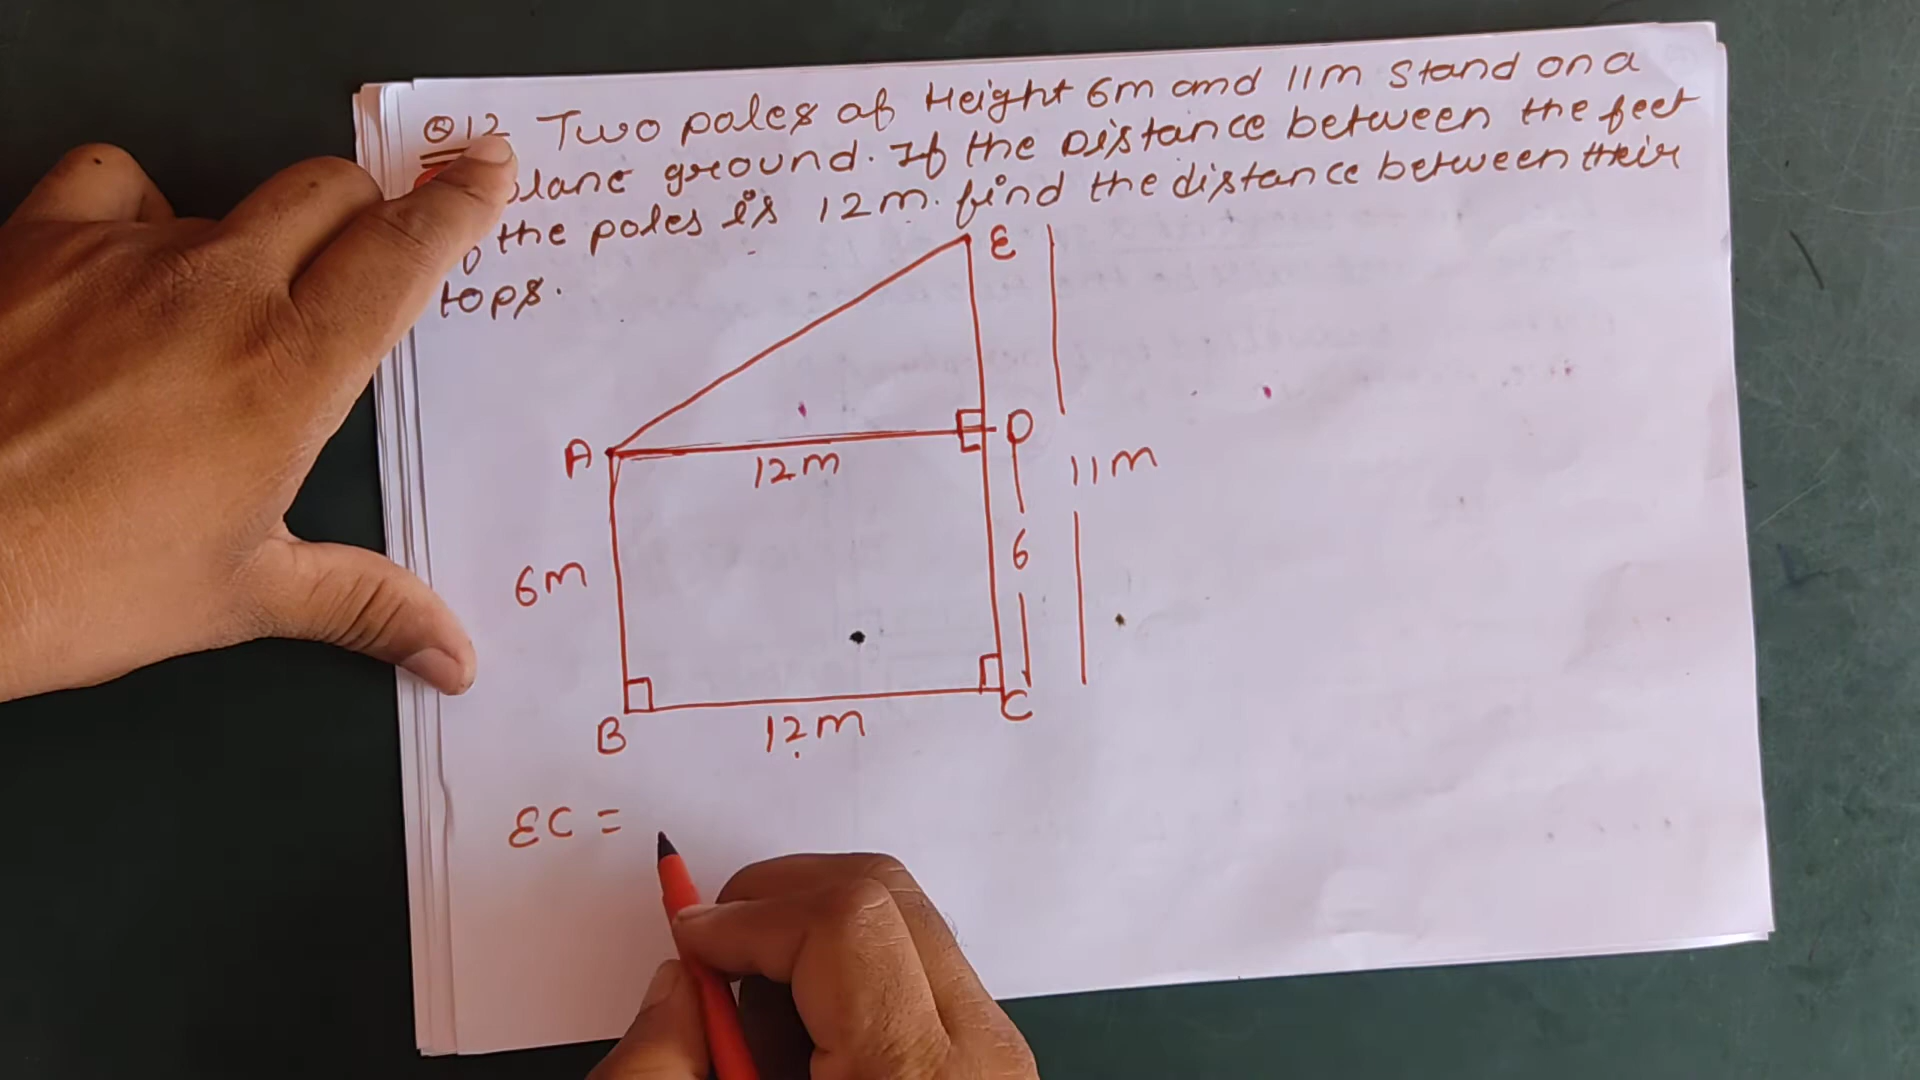 Q12 Two poles of Height 6m and 11m stand on a
plane ground. If the Distance between the feet
the poles is 12m. find the distance between their
tops.
E
A
D
12m
11m
6m
6
B
C
12m
EC =